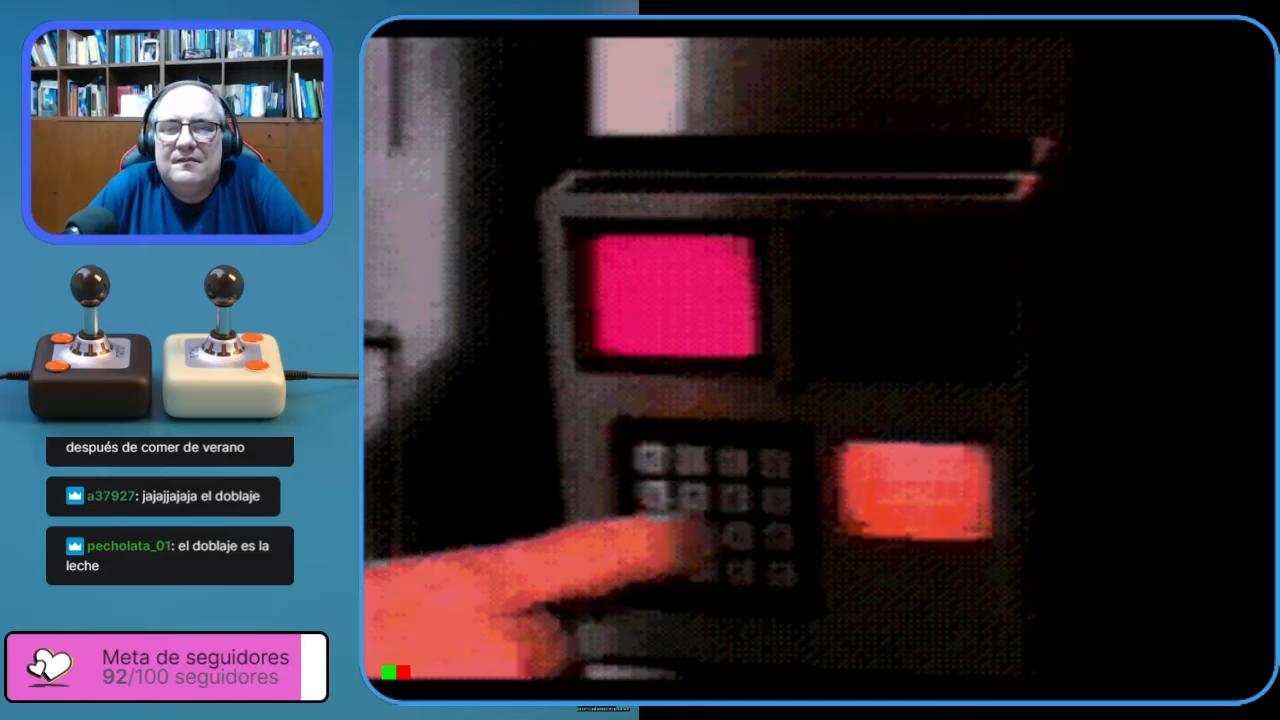 después de comer de verano
a37927: jajajjajaja el doblaje
pecholata_01: el doblaje es la
leche
Meta de seguidores
92/100 seguidores